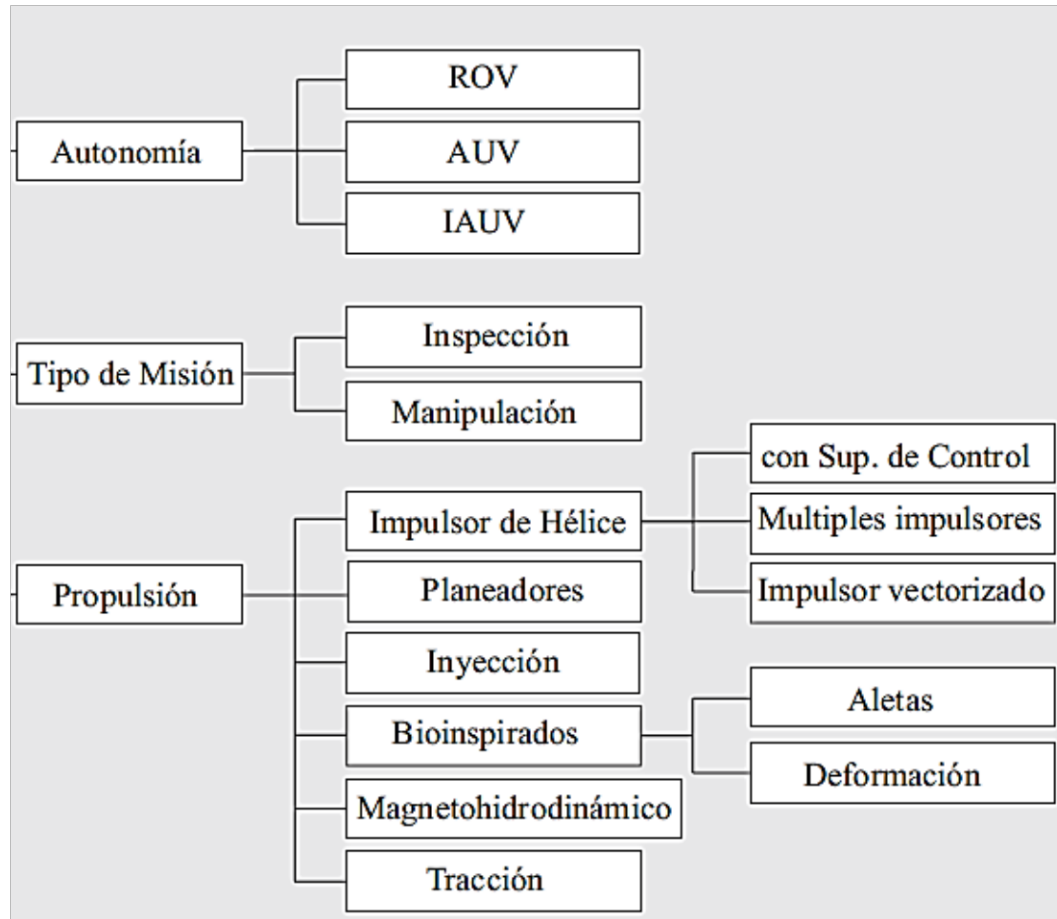 Autonomía
ROV
AUV
IAUV
Tipo de Misión
Inspección
Manipulación
Propulsión
Impulsor de Hélice
con Sup. de Control
Multiples impulsores
Impulsor vectorizado
Planeadores
Inyección
Bioinspirados
Aletas
Deformación
Magnetohidrodinámico
Tracción